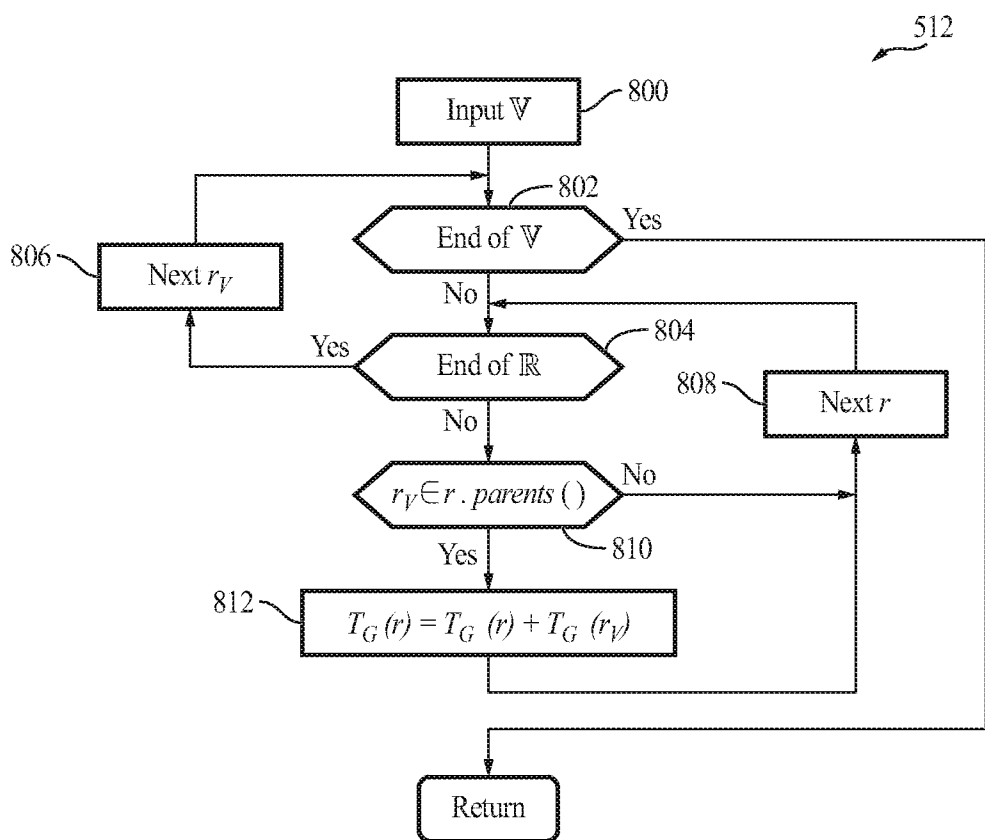 512
Input 𝕍
800
802
End of 𝕍
Yes
806
Next r_V
No
804
Yes
End of ℝ
808
Next r
No
r_V ∈ r . parents ( )
No
810
Yes
812
T_G (r) = T_G (r) + T_G (r_V)
Return